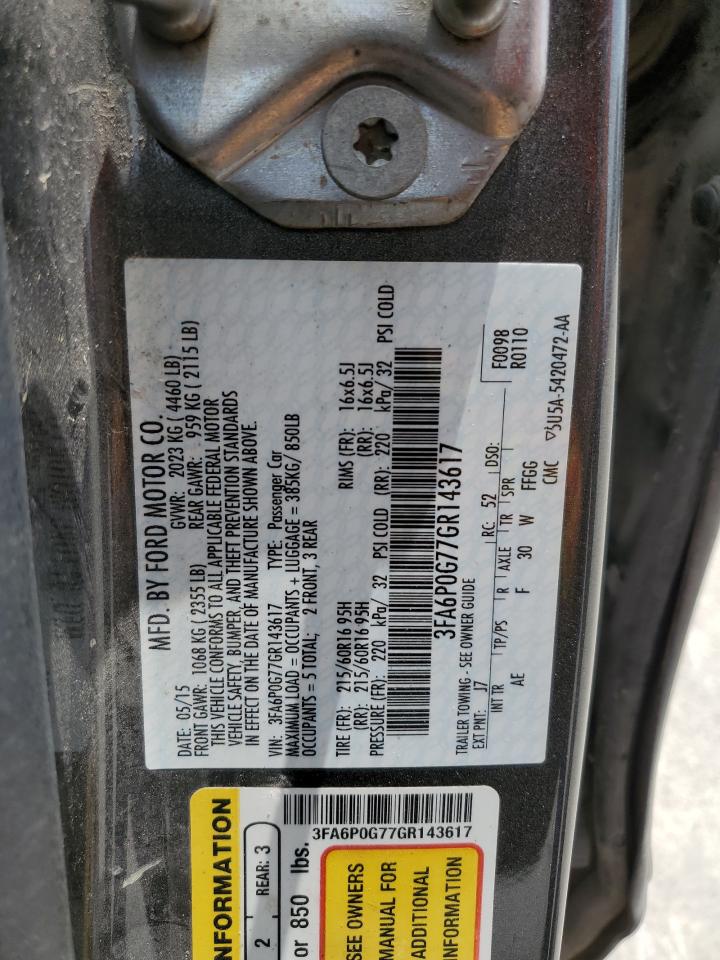 MFD. BY FORD MOTOR CO.
DATE: 05/15 GVWR: 2023 KG ( 4460 LB)
FRONT GAWR: 1068 KG ( 2355 LB) REAR GAWR: 959 KG ( 2115 LB)
THIS VEHICLE CONFORMS TO ALL APPLICABLE FEDERAL MOTOR
VEHICLE SAFETY, BUMPER, AND THEFT PREVENTION STANDARDS
IN EFFECT ON THE DATE OF MANUFACTURE SHOWN ABOVE.
VIN: 3FA6P0G77GR143617 TYPE: Passenger Car
MAXIMUM LOAD = OCCUPANTS + LUGGAGE = 385KG/ 850LB
OCCUPANTS = 5 TOTAL; 2 FRONT, 3 REAR
TIRE (FR): 215/60R16 95H RIMS (FR): 16x6.5J
(RR): 215/60R16 95H (RR): 16x6.5J
PRESSURE (FR): 220 kPa/ 32 PSI COLD (RR): 220 kPa/ 32 PSI COLD
3FA6P0G77GR143617
TRAILER TOWING - SEE OWNER GUIDE
EXT PNT: J7 RC: 52 DSO: F0098
R0110
INT TR TP/PS R AXLE TR SPR
AE F 30 W FFGG
CMC ▽5U5A-5420472-AA
3FA6P0G77GR143617
NFORMATION
2 REAR: 3
or 850 lbs.
SEE OWNERS
MANUAL FOR
ADDITIONAL
INFORMATION